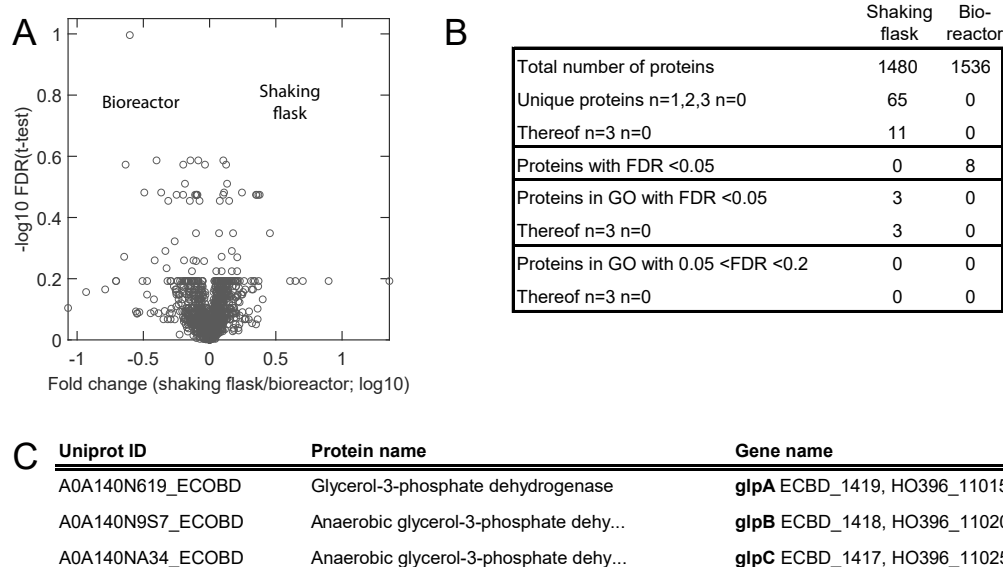 A
-log10 FDR(t-test)
1
0.8
0.6
0.4
0.2
0
Bioreactor
Shaking
flask
-1 -0.5 0 0.5 1
Fold change (shaking flask/bioreactor; log10)
B
Shaking Bio-
flask reactor
Total number of proteins 1480 1536
Unique proteins n=1,2,3 n=0 65 0
Thereof n=3 n=0 11 0
Proteins with FDR <0.05 0 8
Proteins in GO with FDR <0.05 3 0
Thereof n=3 n=0 3 0
Proteins in GO with 0.05 <FDR <0.2 0 0
Thereof n=3 n=0 0 0
C
Uniprot ID Protein name Gene name
A0A140N619_ECOBD Glycerol-3-phosphate dehydrogenase glpA ECBD_1419, HO396_11015
A0A140N9S7_ECOBD Anaerobic glycerol-3-phosphate dehy... glpB ECBD_1418, HO396_11020
A0A140NA34_ECOBD Anaerobic glycerol-3-phosphate dehy... glpC ECBD_1417, HO396_11025